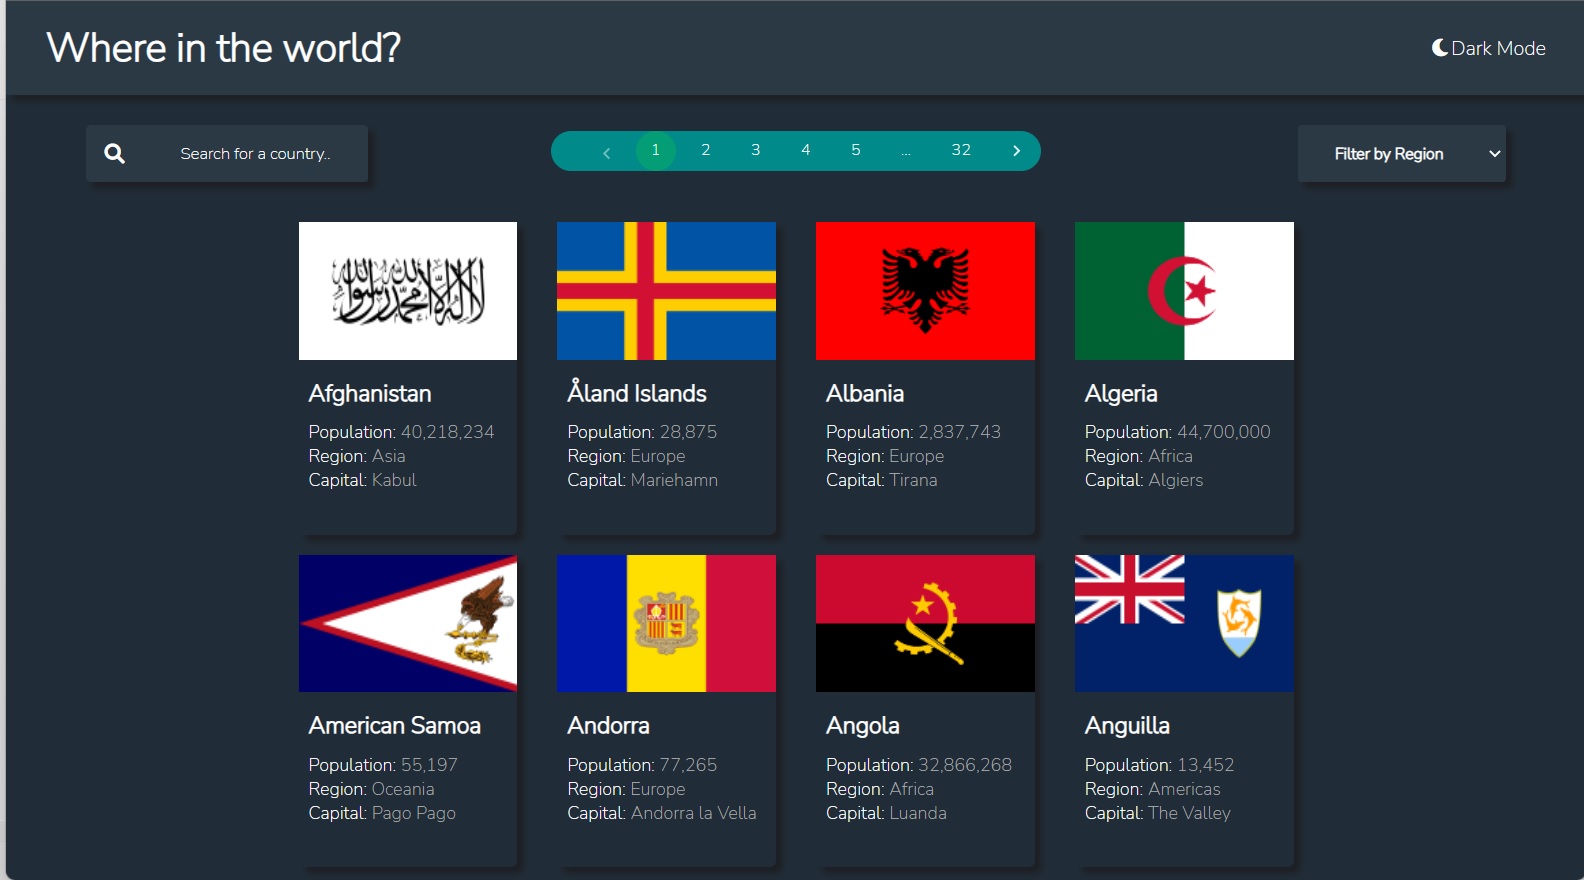 Where in the world?
Dark Mode
Search for a country..
1 2 3 4 5 ... 32
Filter by Region
لا إله إلا الله محمد رسول الله
Afghanistan
Population: 40,218,234
Region: Asia
Capital: Kabul
Åland Islands
Population: 28,875
Region: Europe
Capital: Mariehamn
Albania
Population: 2,837,743
Region: Europe
Capital: Tirana
Algeria
Population: 44,700,000
Region: Africa
Capital: Algiers
American Samoa
Population: 55,197
Region: Oceania
Capital: Pago Pago
Andorra
Population: 77,265
Region: Europe
Capital: Andorra la Vella
Angola
Population: 32,866,268
Region: Africa
Capital: Luanda
Anguilla
Population: 13,452
Region: Americas
Capital: The Valley